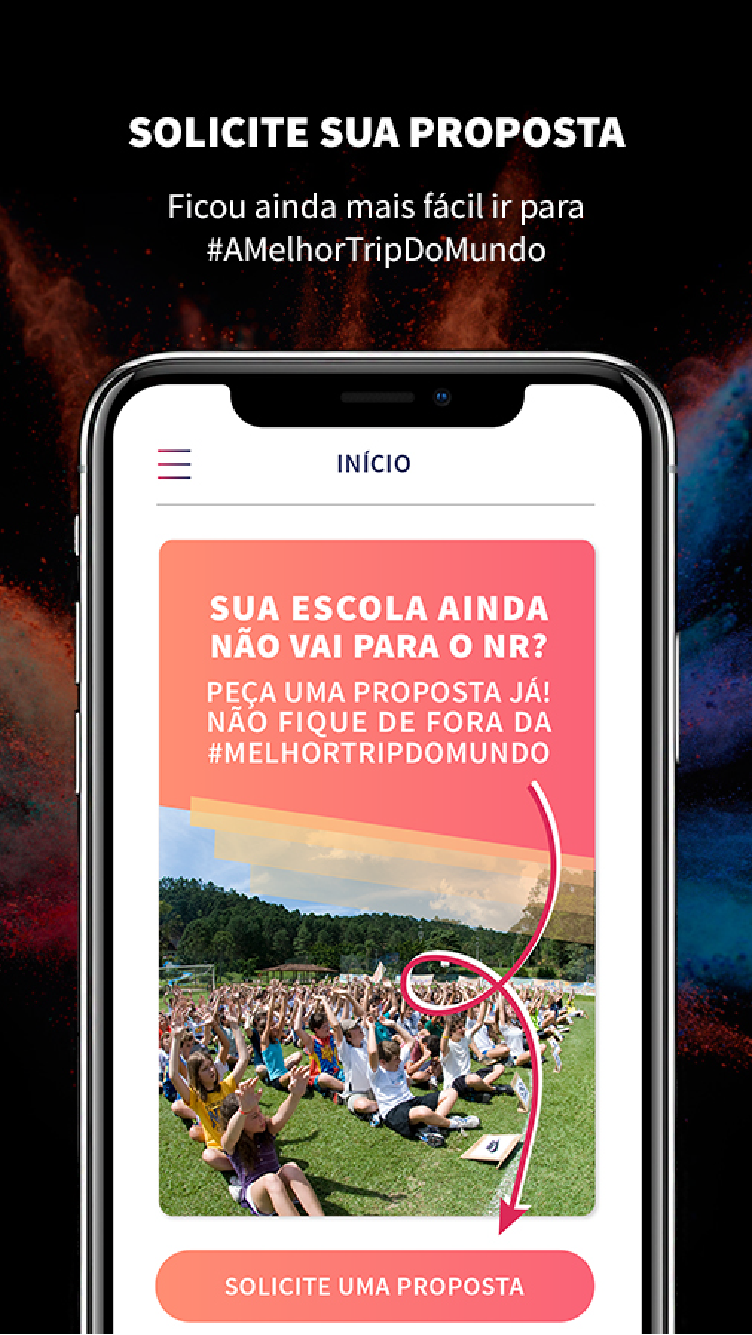 SOLICITE SUA PROPOSTA
Ficou ainda mais fácil ir para
#AMelhorTripDoMundo
INÍCIO
SUA ESCOLA AINDA
NÃO VAI PARA O NR?
PEÇA UMA PROPOSTA JÁ!
NÃO FIQUE DE FORA DA
#MELHORTRIPDOMUNDO
SOLICITE UMA PROPOSTA